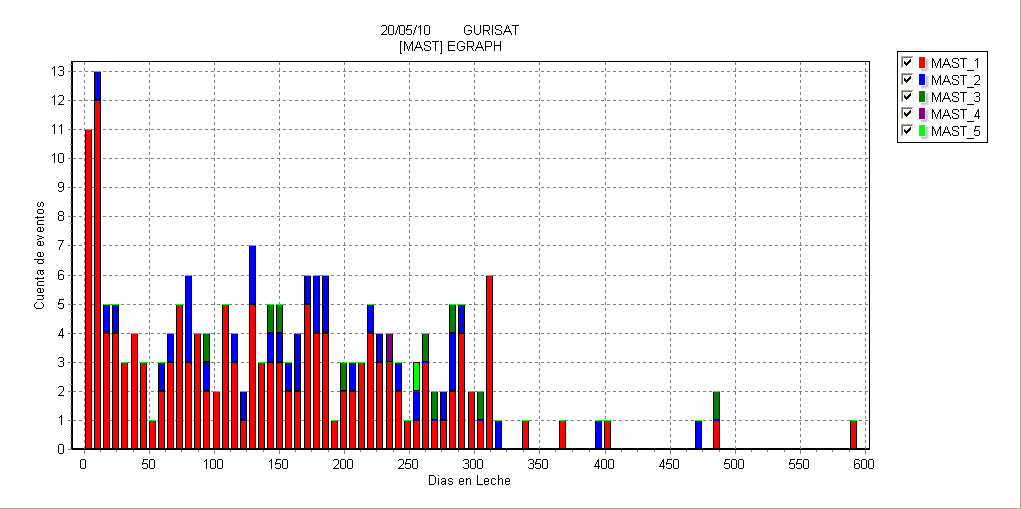 20/05/10 GURISAT
[MAST] EGRAPH
MAST_1
MAST_2
MAST_3
MAST_4
MAST_5
Cuenta de eventos
13
12
11
10
9
8
7
6
5
4
3
2
1
0
0 50 100 150 200 250 300 350 400 450 500 550 600
Dias en Leche